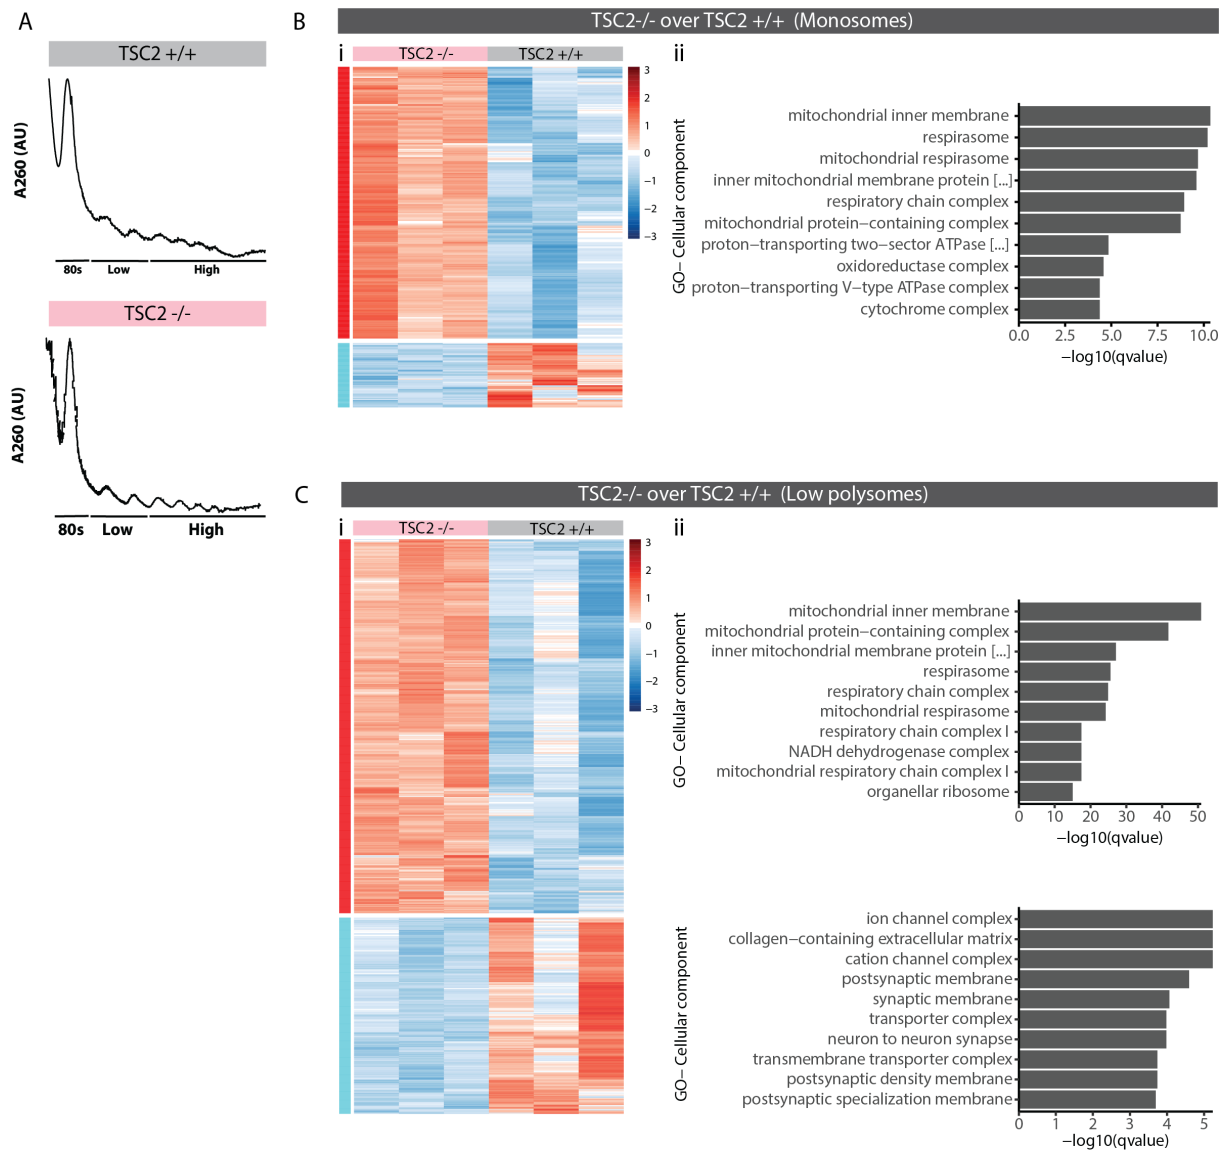 A
TSC2 +/+
A260 (AU)
80s
Low
High
TSC2 -/-
A260 (AU)
80s
Low
High
B
TSC2-/- over TSC2 +/+ (Monosomes)
i
TSC2 -/-
TSC2 +/+
3
2
1
0
−1
−2
−3
ii
GO− Cellular component
mitochondrial inner membrane
respirasome
mitochondrial respirasome
inner mitochondrial membrane protein [...]
respiratory chain complex
mitochondrial protein−containing complex
proton−transporting two−sector ATPase [...]
oxidoreductase complex
proton−transporting V−type ATPase complex
cytochrome complex
0.0 2.5 5.0 7.5 10.0
−log10(qvalue)
C
TSC2-/- over TSC2 +/+ (Low polysomes)
i
TSC2 -/-
TSC2 +/+
3
2
1
0
−1
−2
−3
ii
GO− Cellular component
mitochondrial inner membrane
mitochondrial protein−containing complex
inner mitochondrial membrane protein [...]
respirasome
respiratory chain complex
mitochondrial respirasome
respiratory chain complex I
NADH dehydrogenase complex
mitochondrial respiratory chain complex I
organellar ribosome
0 10 20 30 40 50
−log10(qvalue)
GO− Cellular component
ion channel complex
collagen−containing extracellular matrix
cation channel complex
postsynaptic membrane
synaptic membrane
transporter complex
neuron to neuron synapse
transmembrane transporter complex
postsynaptic density membrane
postsynaptic specialization membrane
0 1 2 3 4 5
−log10(qvalue)